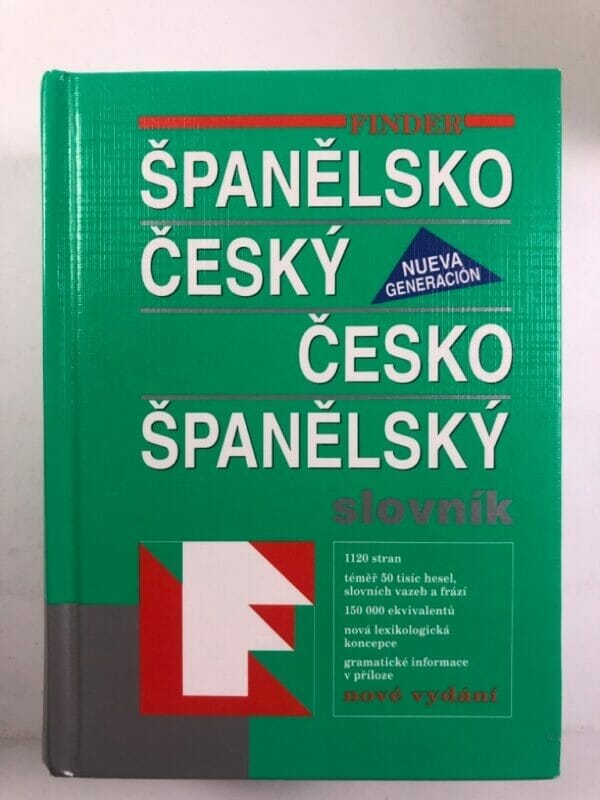 FINDER
ŠPANĚLSKO
ČESKÝ
NUEVA
GENERACIÓN
ČESKO
ŠPANĚLSKÝ
slovník
1120 stran
téměř 50 tisíc hesel,
slovních vazeb a frází
150 000 ekvivalentů
nová lexikologická
koncepce
gramatické informace
v příloze
nové vydání